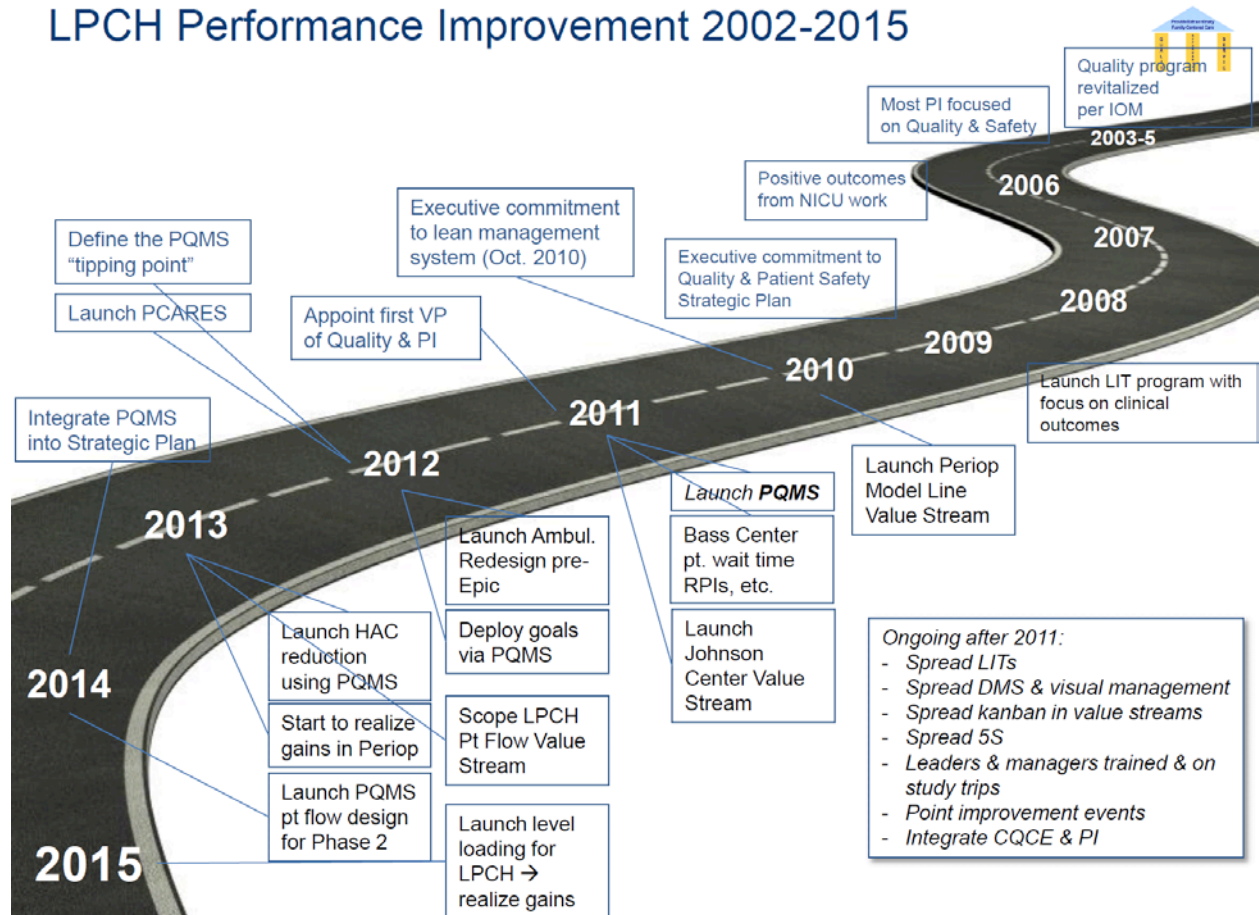 LPCH Performance Improvement 2002-2015
Quality program
revitalized
per IOM
Most PI focused
on Quality & Safety
2003-5
Positive outcomes
from NICU work
2006
2007
Executive commitment to
Quality & Patient Safety
Strategic Plan
2008
2009
Launch LIT program with
focus on clinical
outcomes
Executive commitment
to lean management
system (Oct. 2010)
2010
Launch Periop
Model Line
Value Stream
Appoint first VP
of Quality & PI
2011
Launch PQMS
Bass Center
pt. wait time
RPIs, etc.
Launch
Johnson
Center Value
Stream
Define the PQMS
“tipping point”
Launch PCARES
2012
Launch Ambul.
Redesign pre-
Epic
Deploy goals
via PQMS
2013
Launch HAC
reduction
using PQMS
Start to realize
gains in Periop
Scope LPCH
Pt Flow Value
Stream
Integrate PQMS
into Strategic Plan
2014
Launch PQMS
pt flow design
for Phase 2
2015
Launch level
loading for
LPCH →
realize gains
Ongoing after 2011:
- Spread LITs
- Spread DMS & visual management
- Spread kanban in value streams
- Spread 5S
- Leaders & managers trained & on
study trips
- Point improvement events
- Integrate CQCE & PI